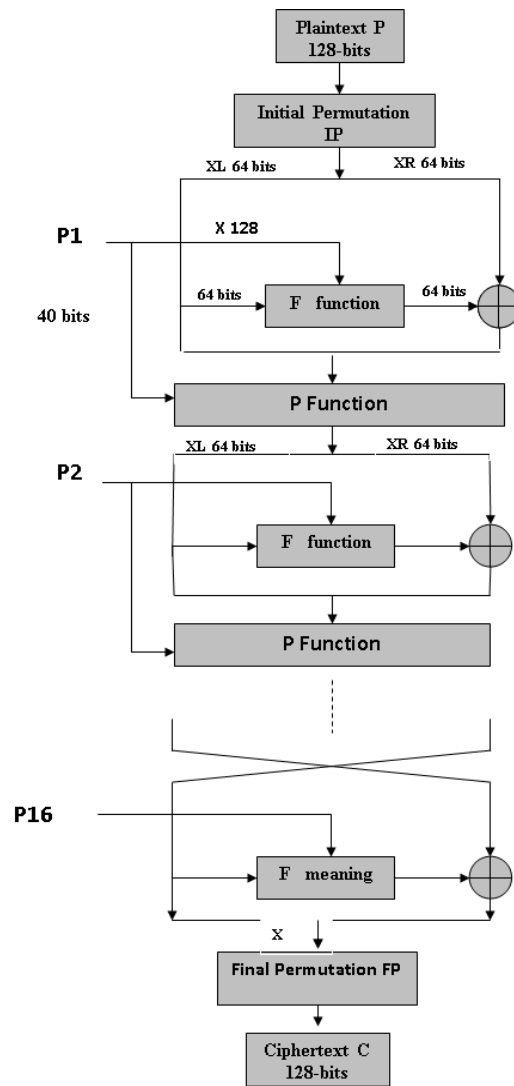 Plaintext P
128-bits
Initial Permutation
IP
XL 64 bits
XR 64 bits
P1
X 128
64 bits
F function
64 bits
40 bits
P Function
XL 64 bits
XR 64 bits
P2
F function
P Function
P16
F meaning
X
Final Permutation FP
Ciphertext C
128-bits